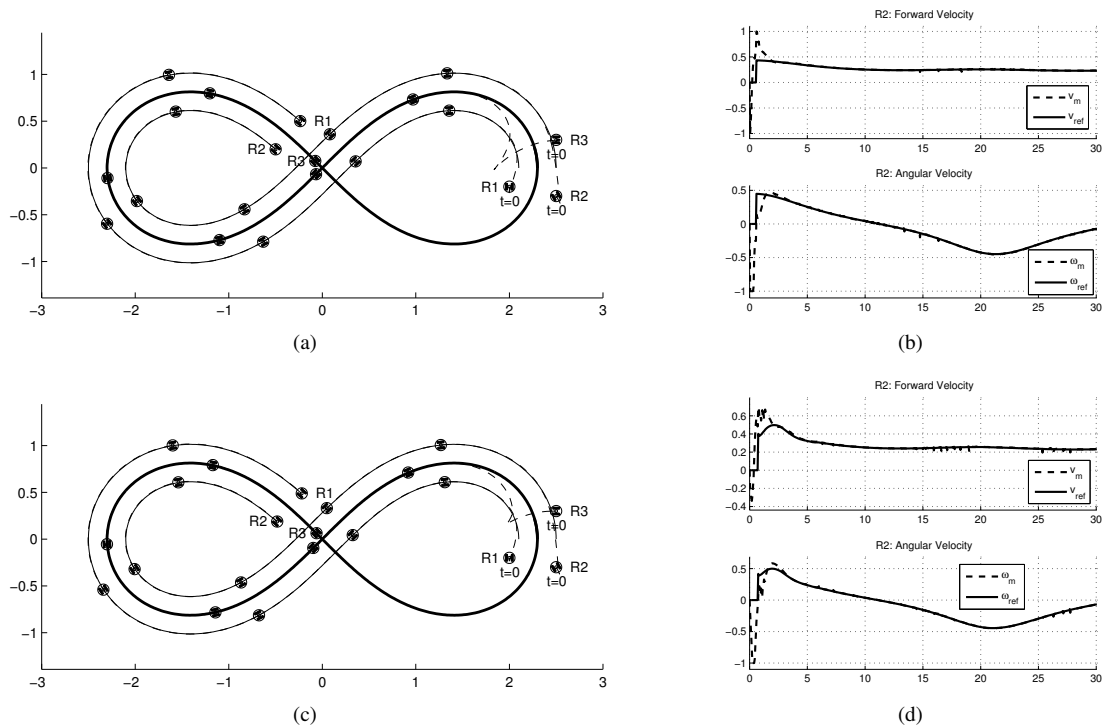 1
0.5
0
−0.5
−1
−3
−2
−1
0
1
2
3
R1
R2
R3
R3
t=0
R1
t=0
R2
t=0
(a)
R2: Forward Velocity
1
0.5
0
−0.5
−1
0
5
10
15
20
25
30
v_m
v_ref
R2: Angular Velocity
0.5
0
−0.5
−1
0
5
10
15
20
25
30
ω_m
ω_ref
(b)
1
0.5
0
−0.5
−1
−3
−2
−1
0
1
2
3
R1
R2
R3
R3
t=0
R1
t=0
R2
t=0
(c)
R2: Forward Velocity
0.6
0.4
0.2
0
−0.2
−0.4
0
5
10
15
20
25
30
v_m
v_ref
R2: Angular Velocity
0.5
0
−0.5
−1
0
5
10
15
20
25
30
ω_m
ω_ref
(d)